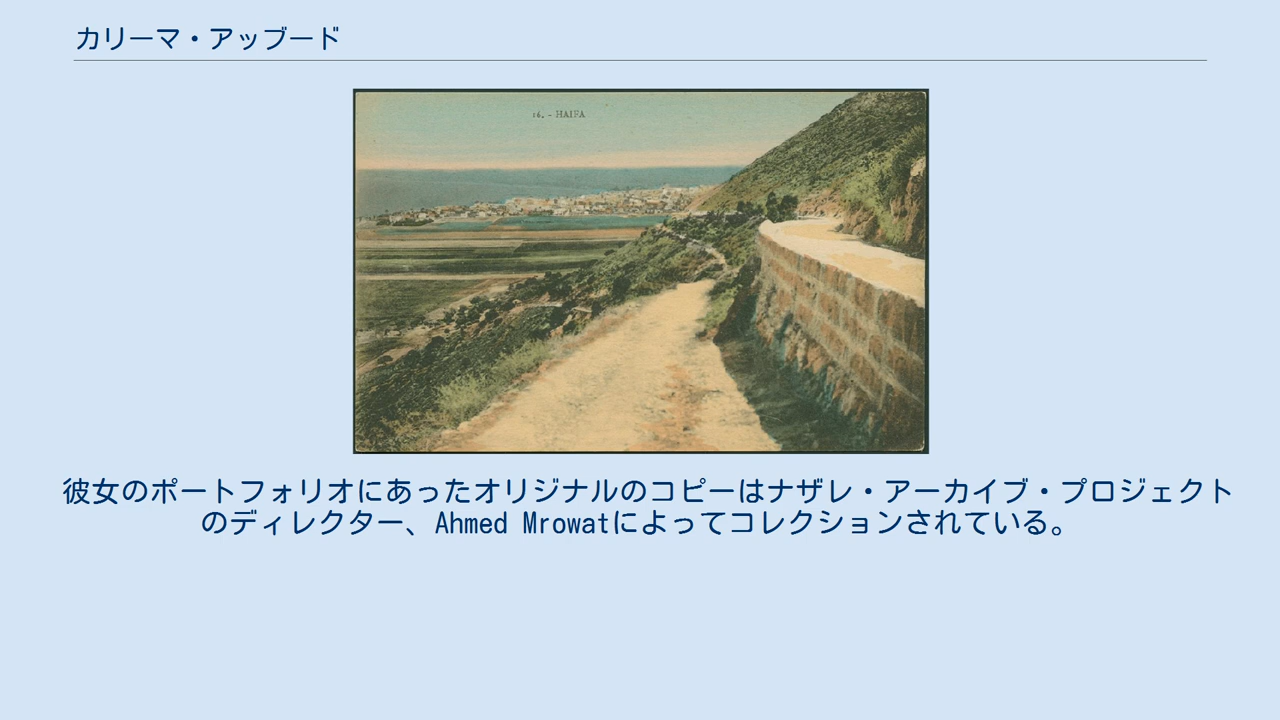 カリーマ・アッブード
16. - HAIFA
彼女のポートフォリオにあったオリジナルのコピーはナザレ・アーカイブ・プロジェクト
のディレクター、Ahmed Mrowatによってコレクションされている。